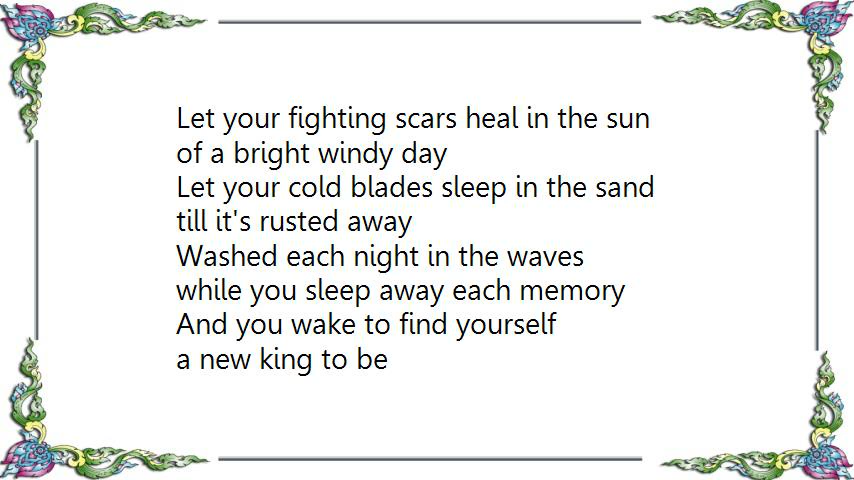 Let your fighting scars heal in the sun
of a bright windy day
Let your cold blades sleep in the sand
till it's rusted away
Washed each night in the waves
while you sleep away each memory
And you wake to find yourself
a new king to be